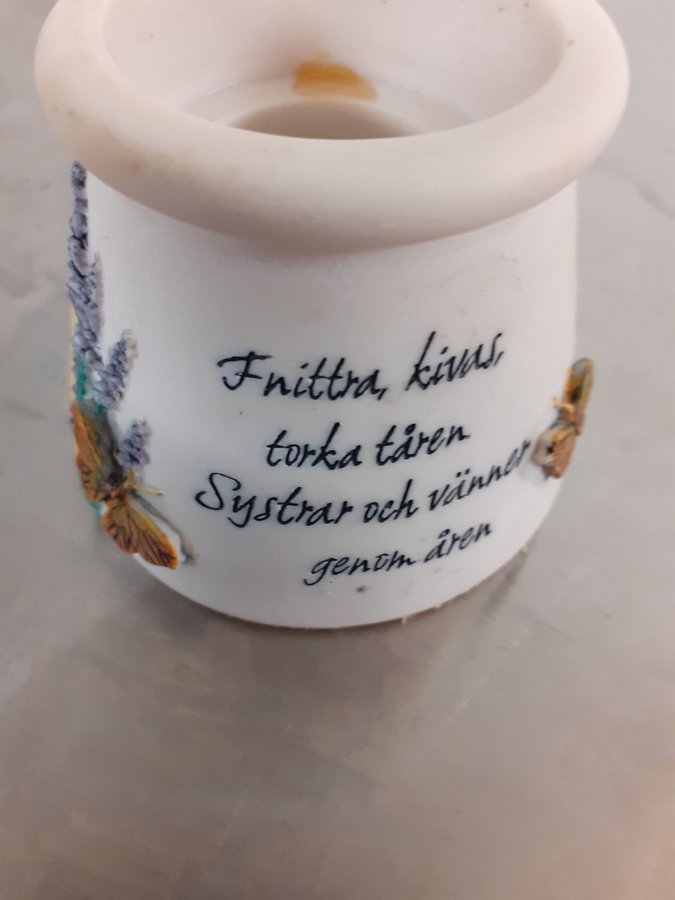 Fnittra, kivas,
torka tåren
Systrar och vänner
genom åren